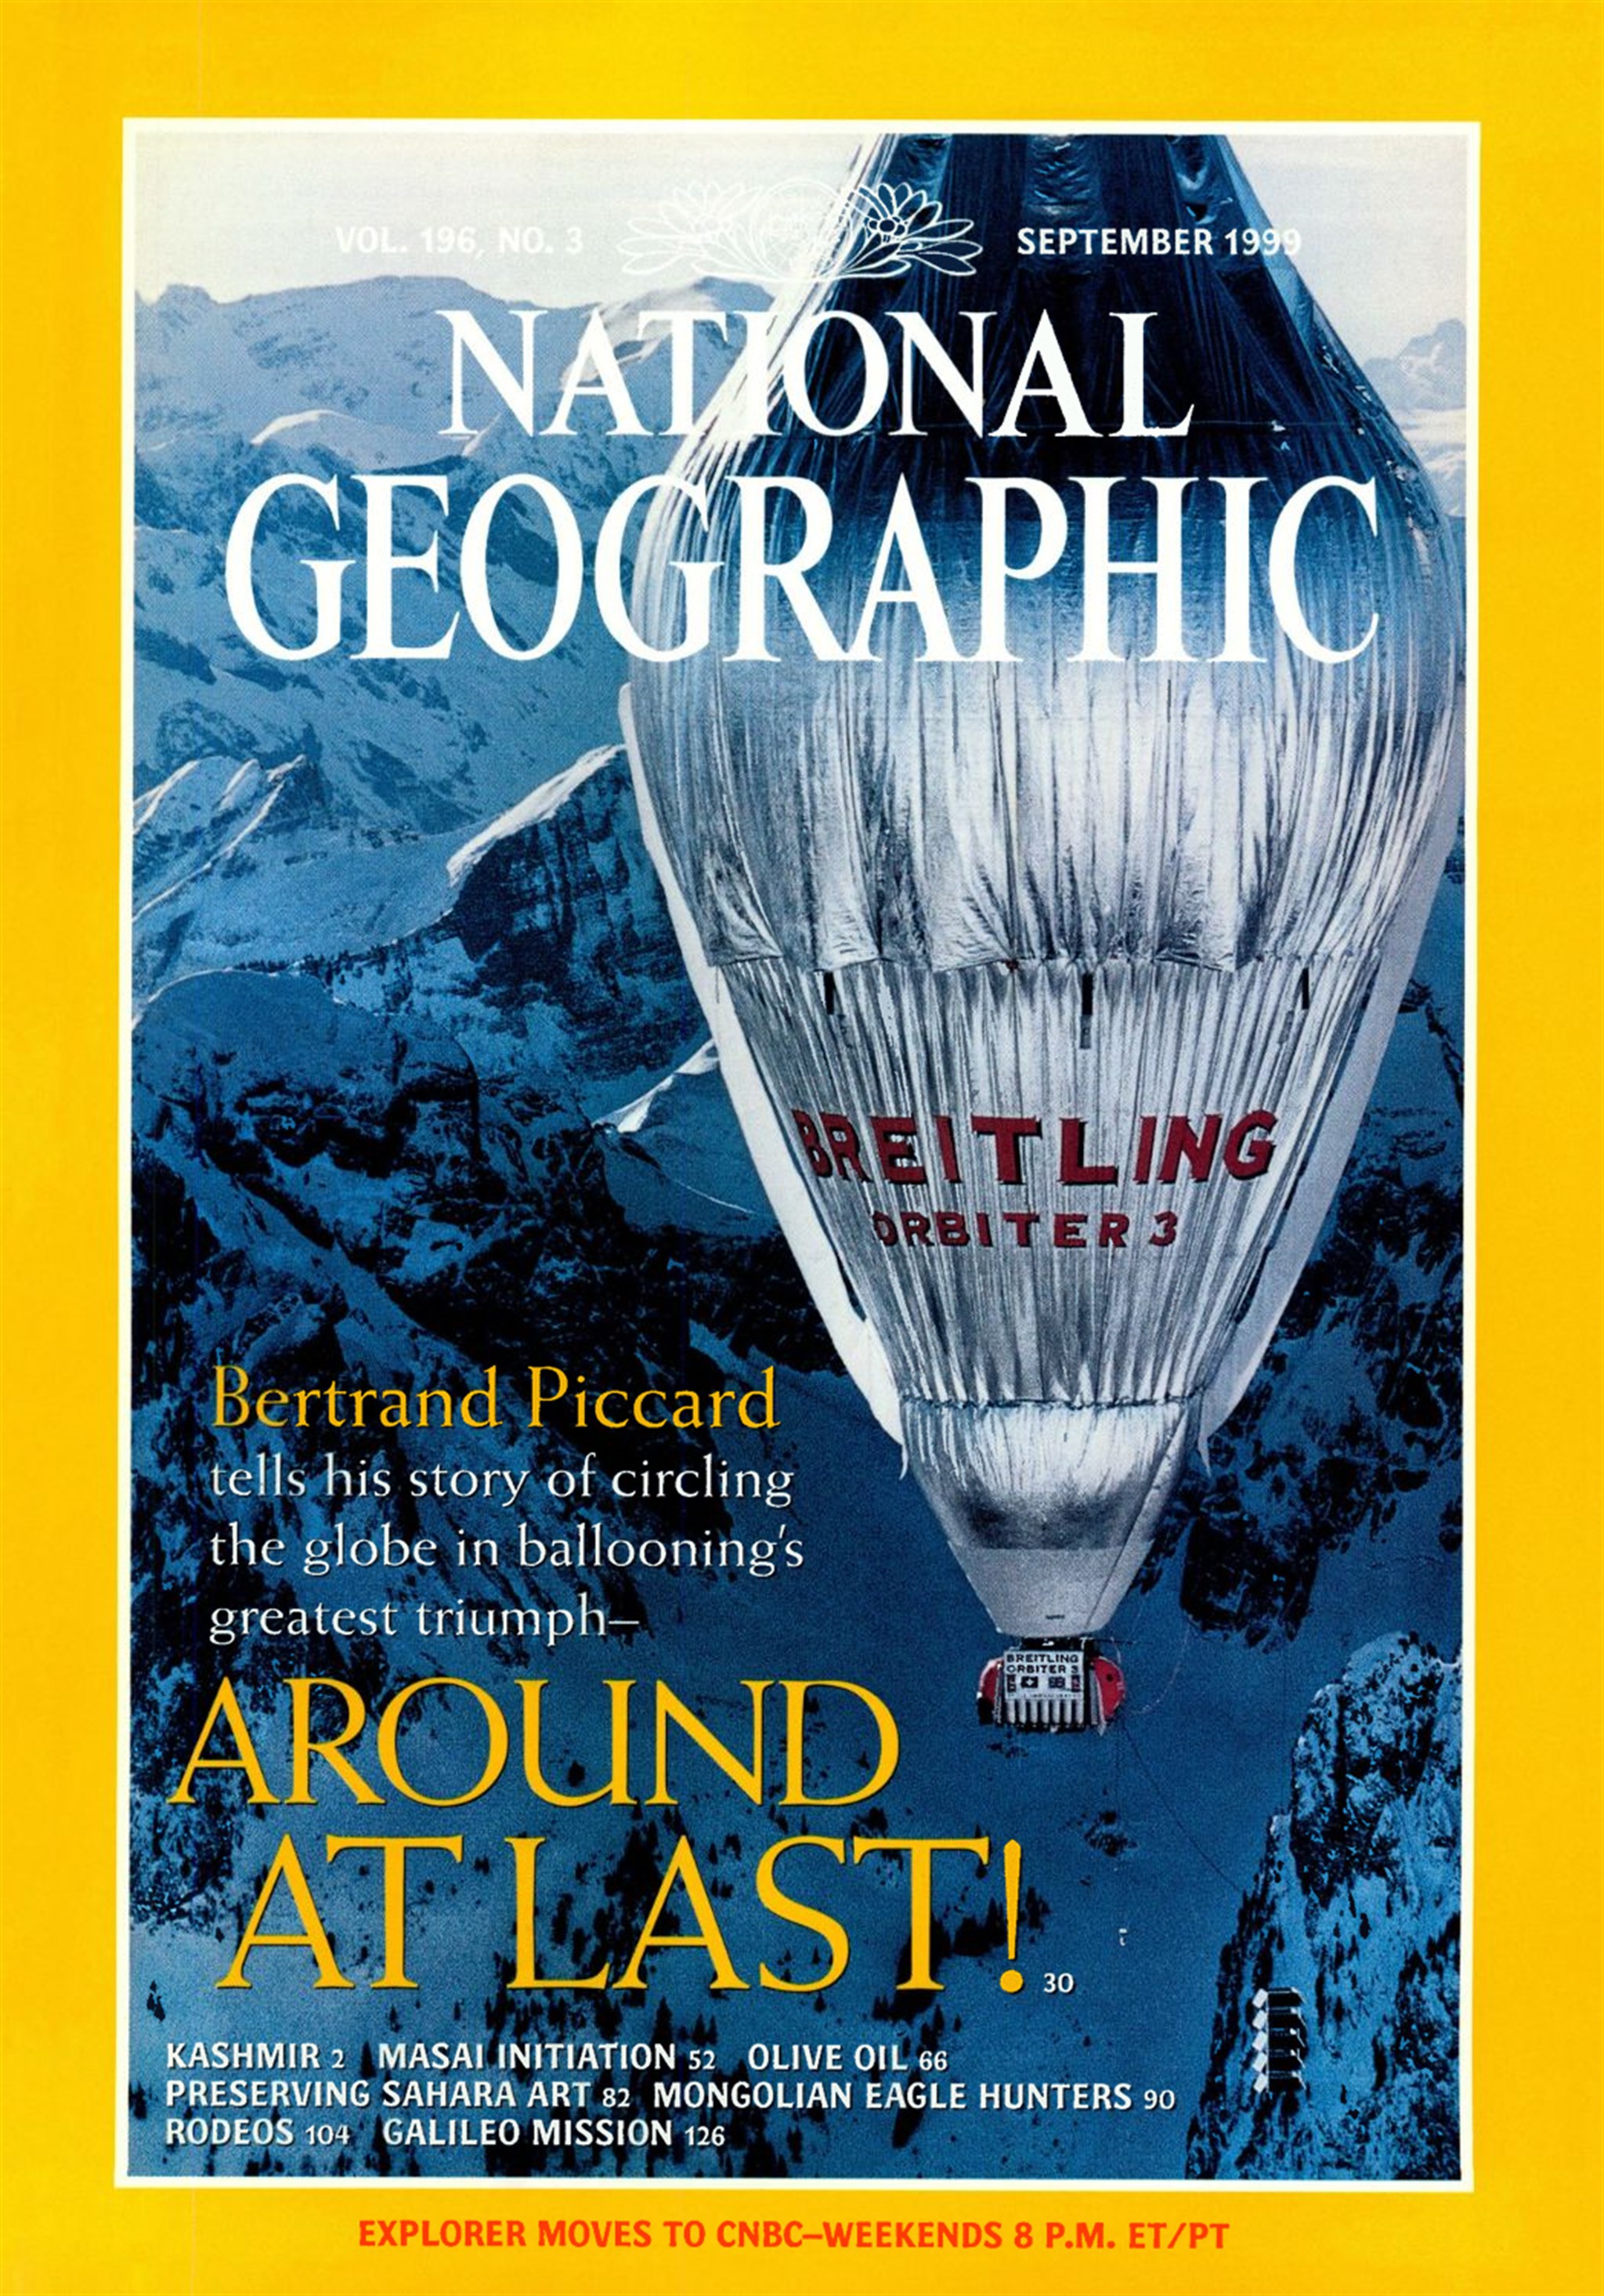 VOL. 196, NO. 3
SEPTEMBER 1999
NATIONAL
GEOGRAPHIC
BREITLING
ORBITER 3
Bertrand Piccard
tells his story of circling
the globe in ballooning's
greatest triumph–
BREITLING
ORBITER 3
AROUND
AT LAST! 30
KASHMIR 2 MASAI INITIATION 52 OLIVE OIL 66
PRESERVING SAHARA ART 82 MONGOLIAN EAGLE HUNTERS 90
RODEOS 104 GALILEO MISSION 126
EXPLORER MOVES TO CNBC–WEEKENDS 8 P.M. ET/PT